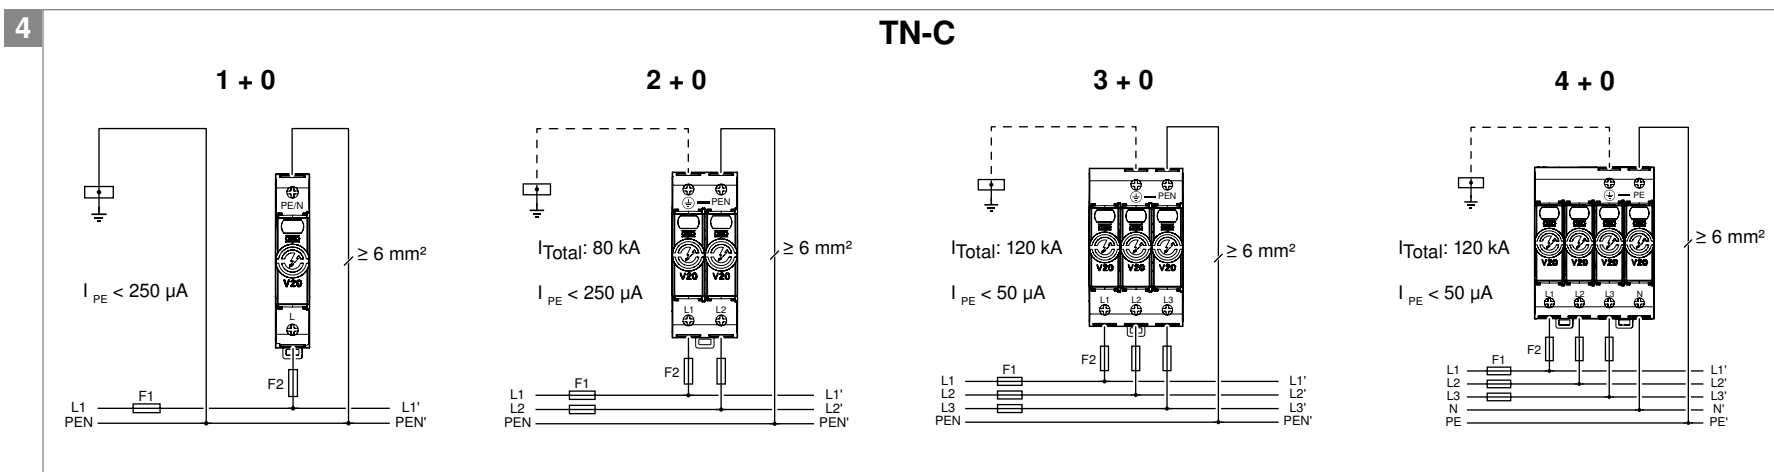 4
TN-C
1 + 0
PE/N
≥ 6 mm²
I PE < 250 µA
V20
L
F2
F1
L1 L1'
PEN PEN'
2 + 0
PEN
ITotal: 80 kA
≥ 6 mm²
V20 V20
I PE < 250 µA
L1 L2
F2
F1
L1 L1'
L2 L2'
PEN PEN'
3 + 0
PEN
ITotal: 120 kA
≥ 6 mm²
V20 V20 V20
I PE < 50 µA
L1 L2 L3
F2
F1
L1 L1'
L2 L2'
L3 L3'
PEN PEN'
4 + 0
PE
≥ 6 mm²
ITotal: 120 kA
V20 V20 V20 V20
I PE < 50 µA
L1 L2 L3 N
F2
F1
L1 L1'
L2 L2'
L3 L3'
N N'
PE PE'